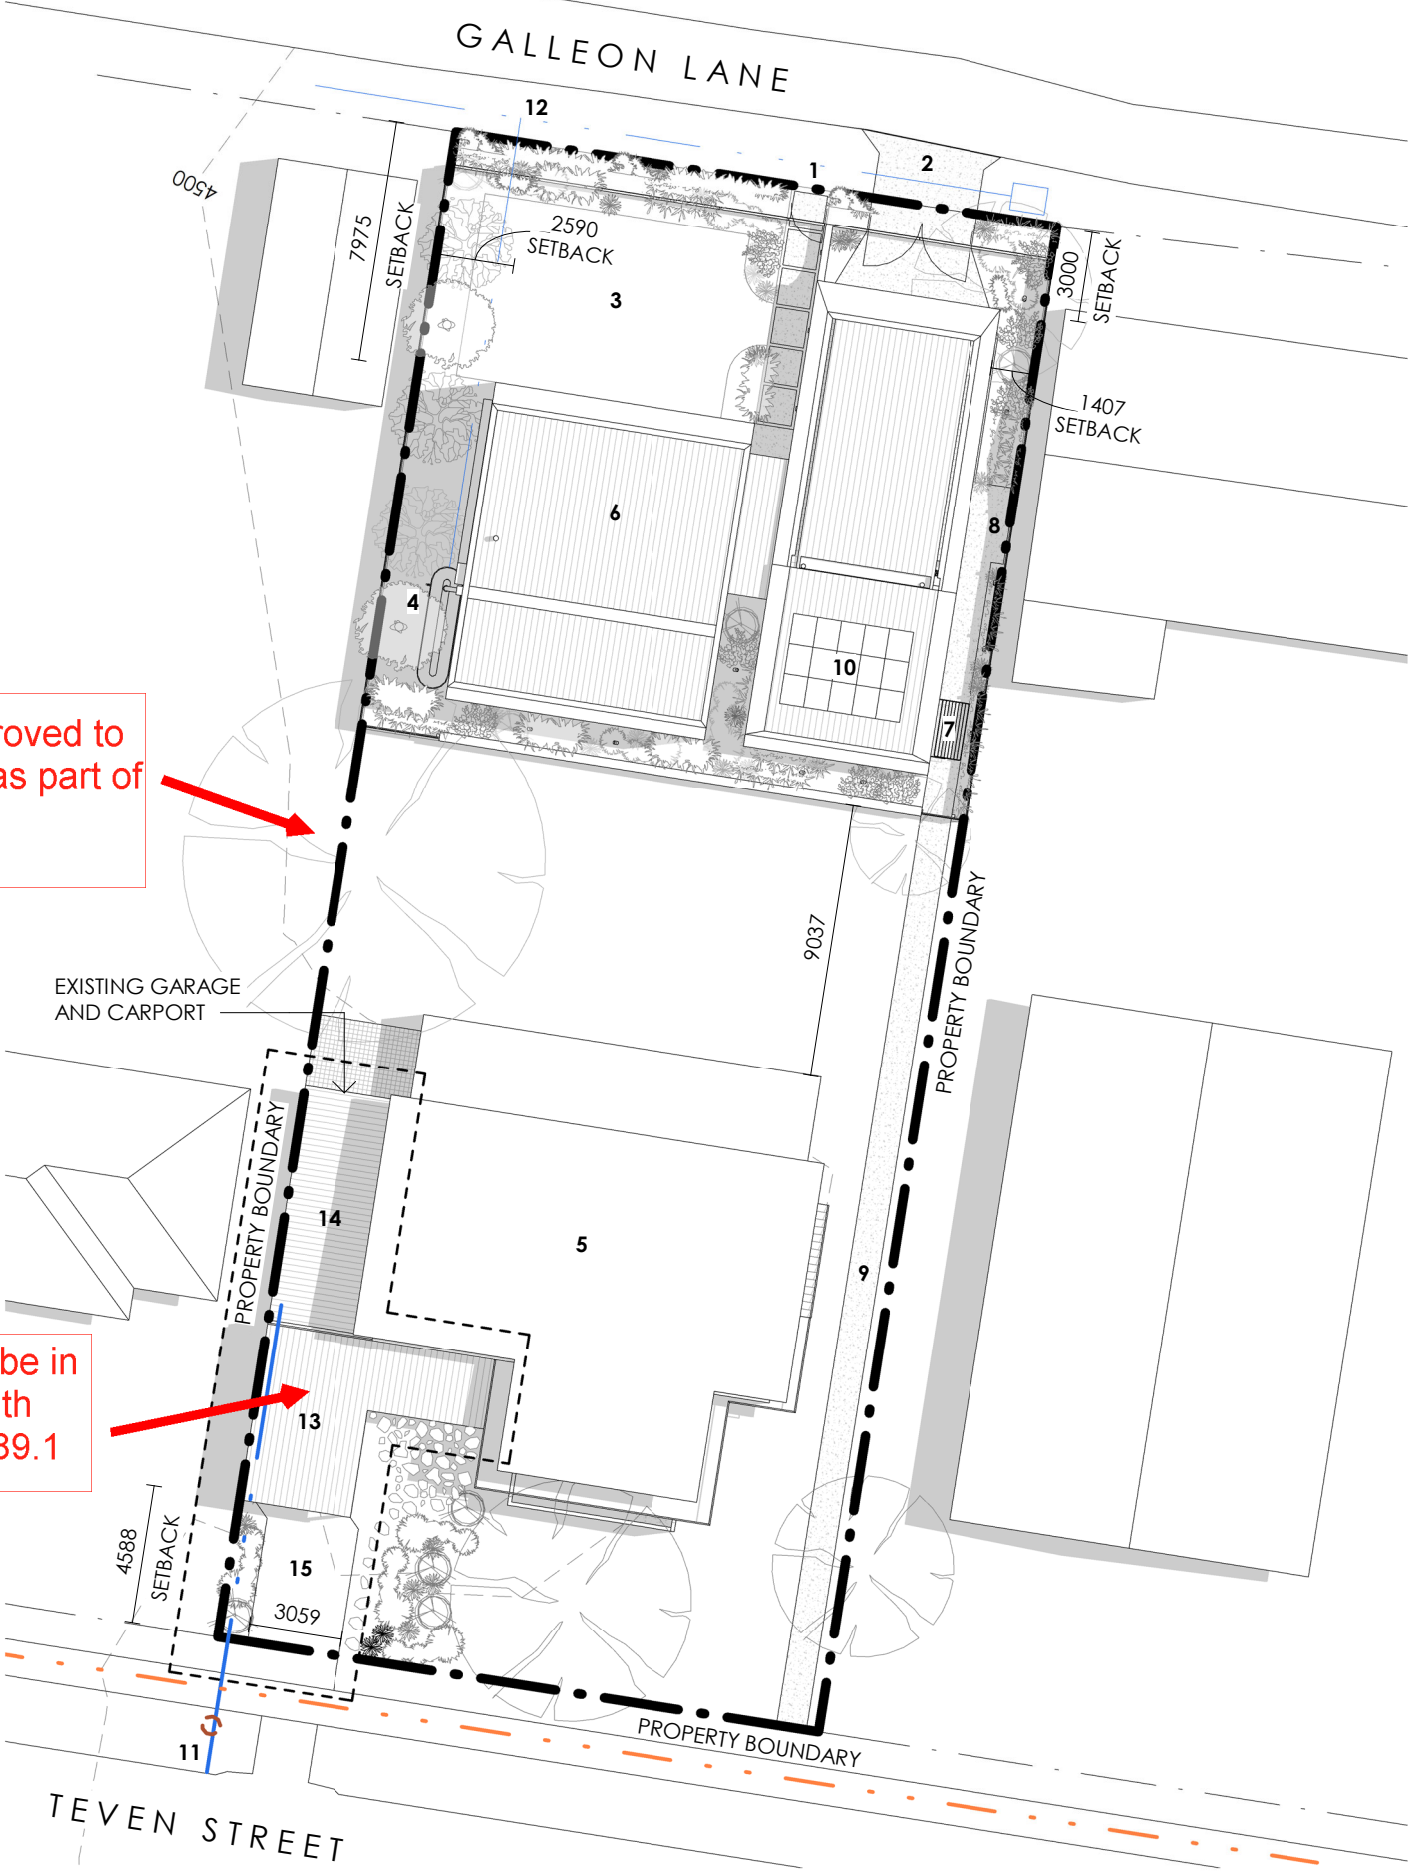 GALLEON LANE
12
1
2
4500
7975
SETBACK
2590
SETBACK
3
3000
SETBACK
1407
SETBACK
6
8
4
10
7
roved to
as part of
9037
PROPERTY BOUNDARY
EXISTING GARAGE
AND CARPORT
PROPERTY BOUNDARY
14
5
9
be in
th
39.1
13
4588
SETBACK
15
3059
PROPERTY BOUNDARY
11
TEVEN STREET